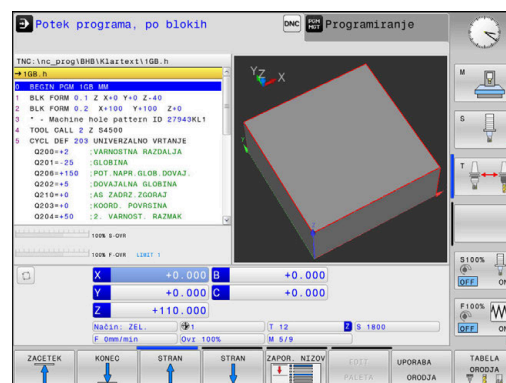 Potek programa, po blokih
DNC
PGM MGT
Programiranje
TNC:\nc_prog\BHB\Klartext\1GB.h
→1GB.h
0 BEGIN PGM 1GB MM
1 BLK FORM 0.1 Z X+0 Y+0 Z-40
2 BLK FORM 0.2 X+100 Y+100 Z+0
3 * - Machine hole pattern ID 27943KL1
4 TOOL CALL 2 Z S4500
5 CYCL DEF 203 UNIVERZALNO VRTANJE
Q200=+2 ;VARNOSTNA RAZDALJA
Q201=-25 ;GLOBINA
Q206=+150 ;POT.NAPR.GLOB.DOVAJ.
Q202=+5 ;DOVAJALNA GLOBINA
Q210=+0 ;AS ZADRZ.ZGORAJ
Q203=+0 ;KOORD. POVRSINA
Q204=+50 ;2. VARNOST. RAZMAK
100% S-OVR
100% F-OVR LIMIT 1
Y Z X
Z
X +0.000 B +0.000
Y +0.000 C +0.000
Z +110.000
Način: ZEL. 1 T 12 Z S 1800
F 0mm/min Ovr 100% M 5/9
M
S
T
S100%
OFF ON
F100%
OFF ON
ZACETEK
KONEC
STRAN
STRAN
ZAPOR. NIZOV
EDIT PALETA
UPORABA ORODJA
TABELA ORODJA